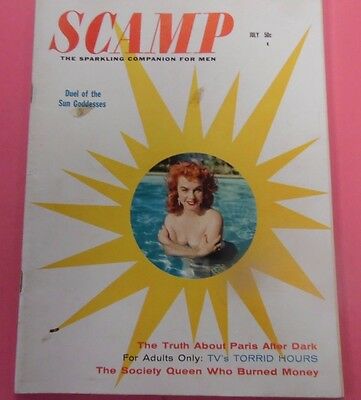 SCAMP
JULY 50c
THE SPARKLING COMPANION FOR MEN
Duel of the
Sun Goddesses
The Truth About Paris After Dark
For Adults Only: TV's TORRID HOURS
The Society Queen Who Burned Money